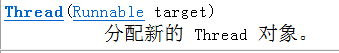 Thread(Runnable target)
分配新的 Thread 对象。